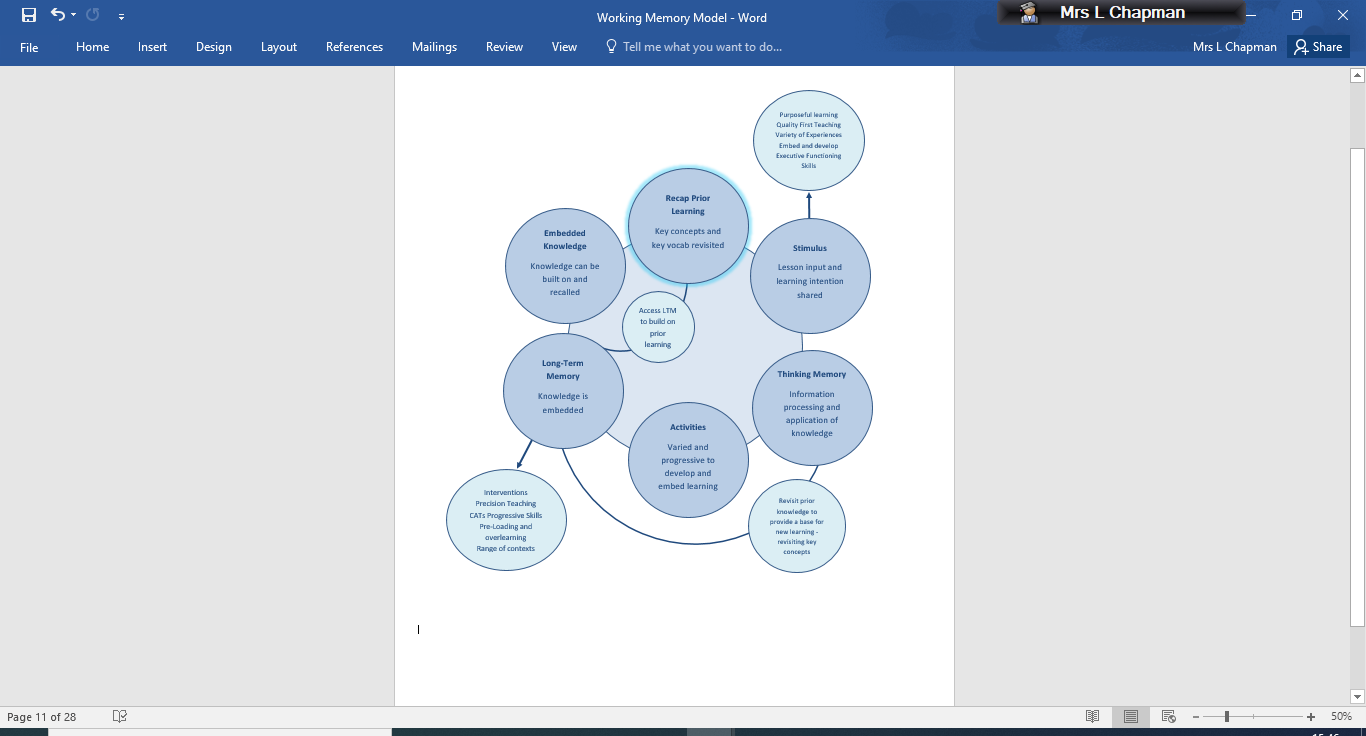 Working Memory Model - Word
Mrs L Chapman
File
Home
Insert
Design
Layout
References
Mailings
Review
View
Tell me what you want to do...
Mrs L Chapman
Share
Purposeful learning
Quality First Teaching
Variety of Experiences
Embed and develop
Executive Functioning
Skills
Recap Prior
Learning
Key concepts and
key vocab revisited
Embedded
Knowledge
Knowledge can be
built on and
recalled
Stimulus
Lesson input and
learning intention
shared
Access LTM
to build on
prior
learning
Long-Term
Memory
Knowledge is
embedded
Thinking Memory
Information
processing and
application of
knowledge
Activities
Varied and
progressive to
develop and
embed learning
Interventions
Precision Teaching
CATs Progressive Skills
Pre-Loading and
overlearning
Range of contexts
Revisit prior
knowledge to
provide a base for
new learning -
revisiting key
concepts
Page 11 of 28
50%